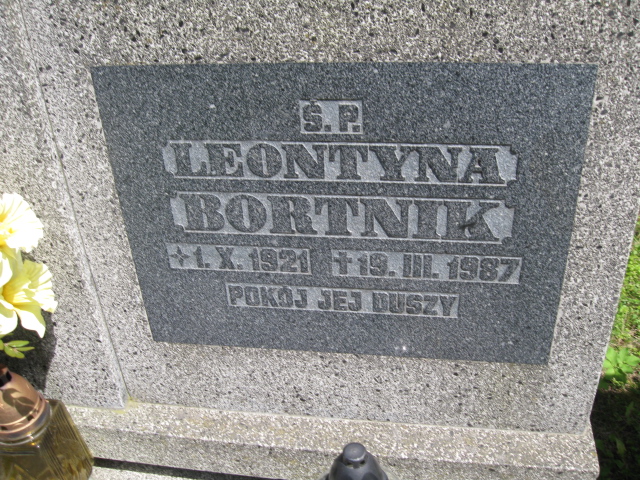 Ś. P.
LEONTYNA
BORTNIK
+1. X. 1921 †19. III. 1987
POKÓJ JEJ DUSZY